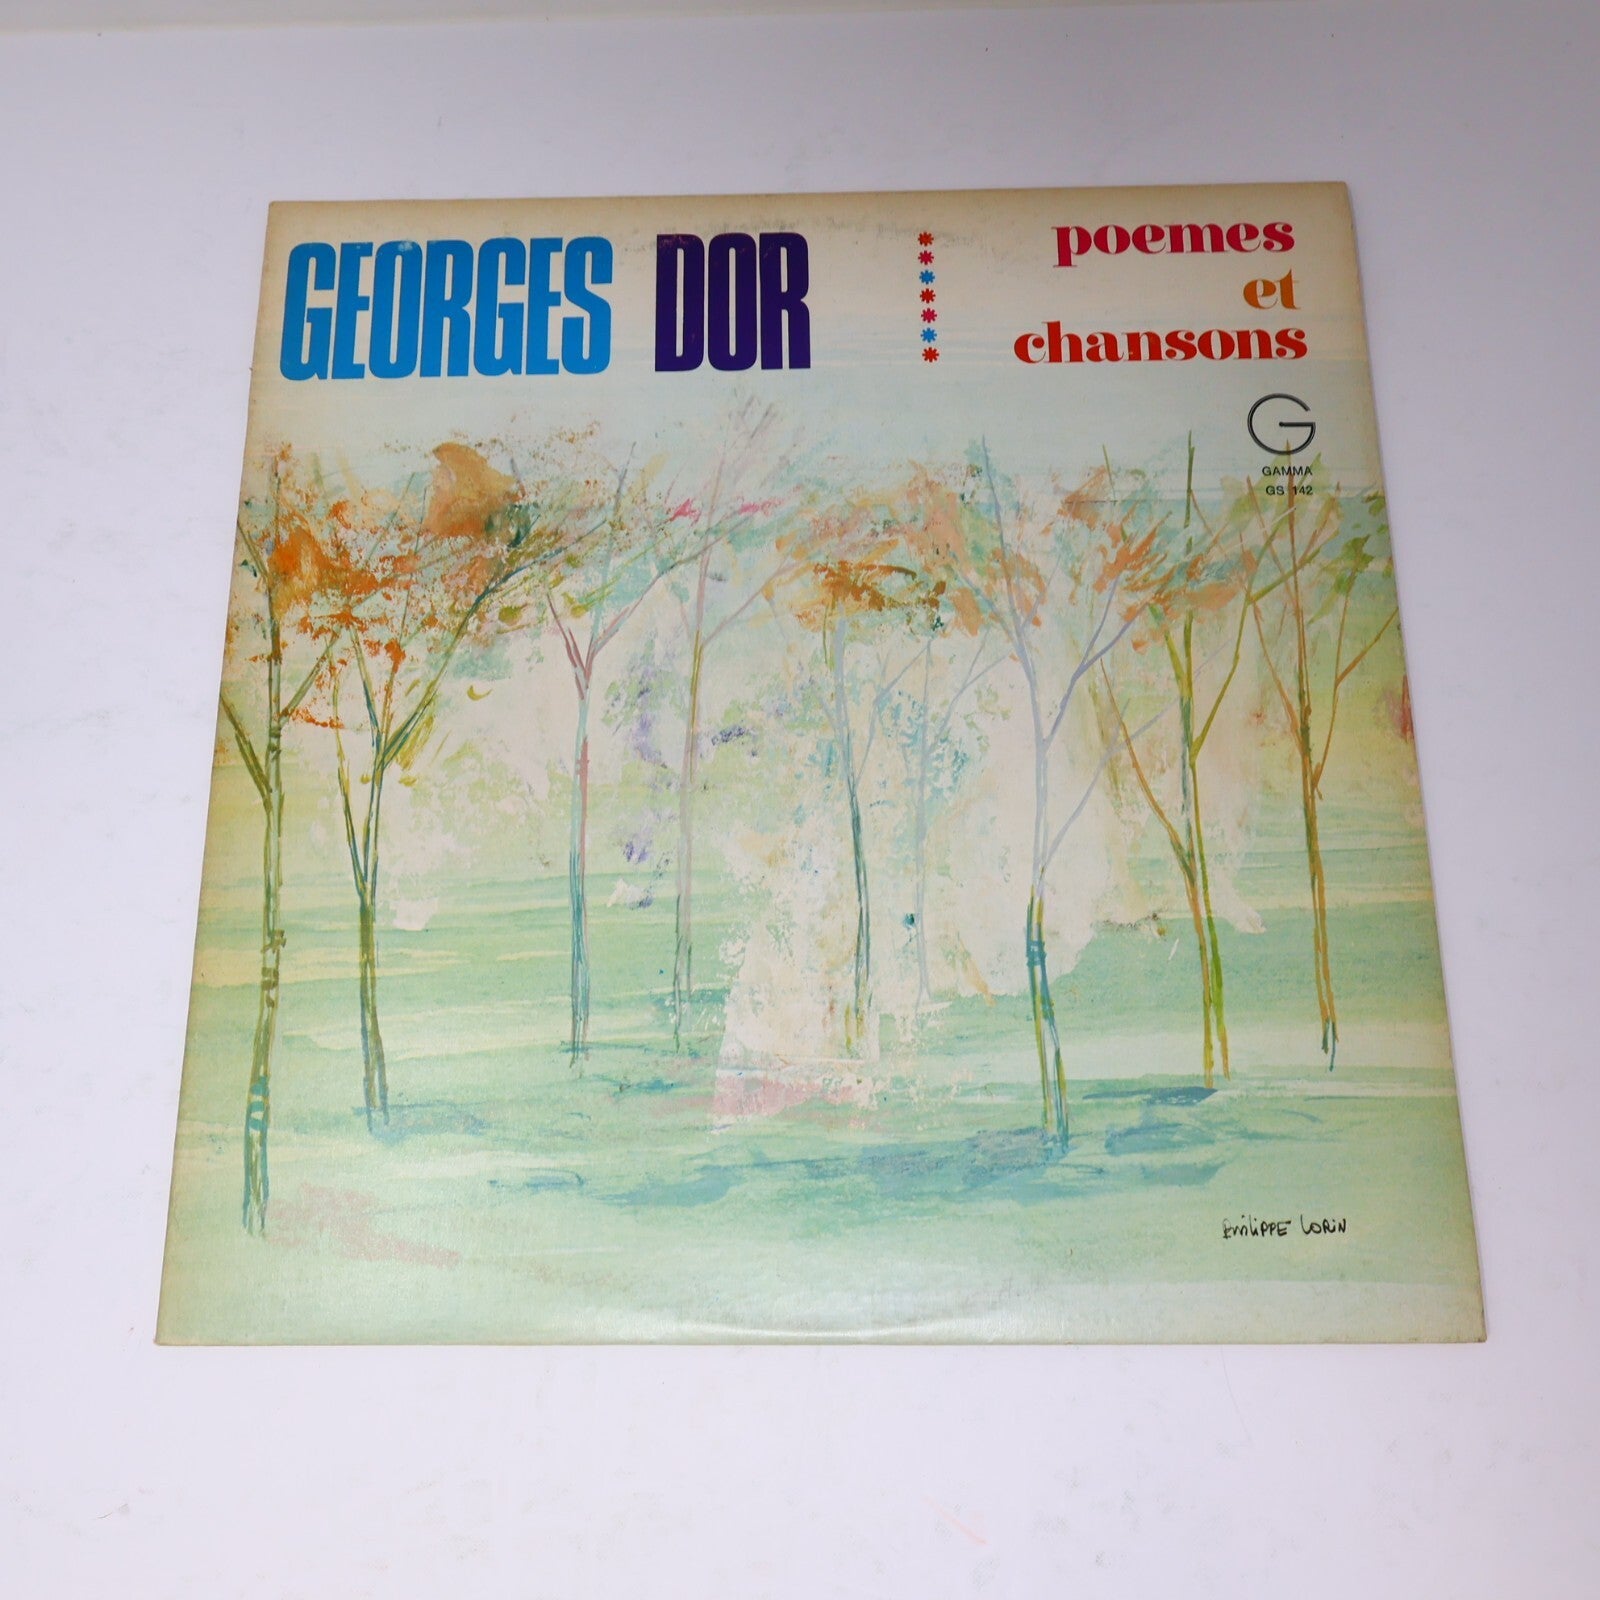 GEORGES DOR
poemes
et
chansons
G
GAMMA
GS 142
PHILIPPE LORIN